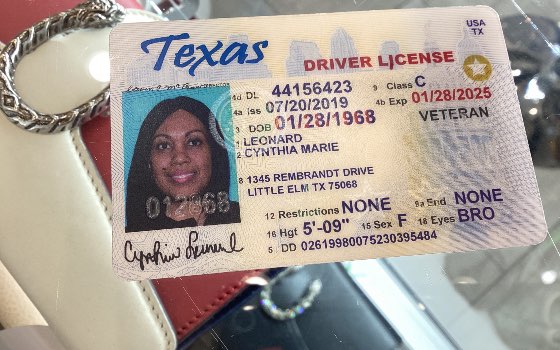 USA
TX
Texas
DRIVER LICENSE
4d DL 44156423 9 Class C
4a Iss 07/20/2019 4b Exp 01/28/2025
3 DOB 01/28/1968 VETERAN
1 LEONARD
2 CYNTHIA MARIE
8 1345 REMBRANDT DRIVE
LITTLE ELM TX 75068
12 Restrictions NONE 9a End NONE
16 Hgt 5'-09" 15 Sex F 18 Eyes BRO
5 DD 02619980075230395484
Cynthia Leonard